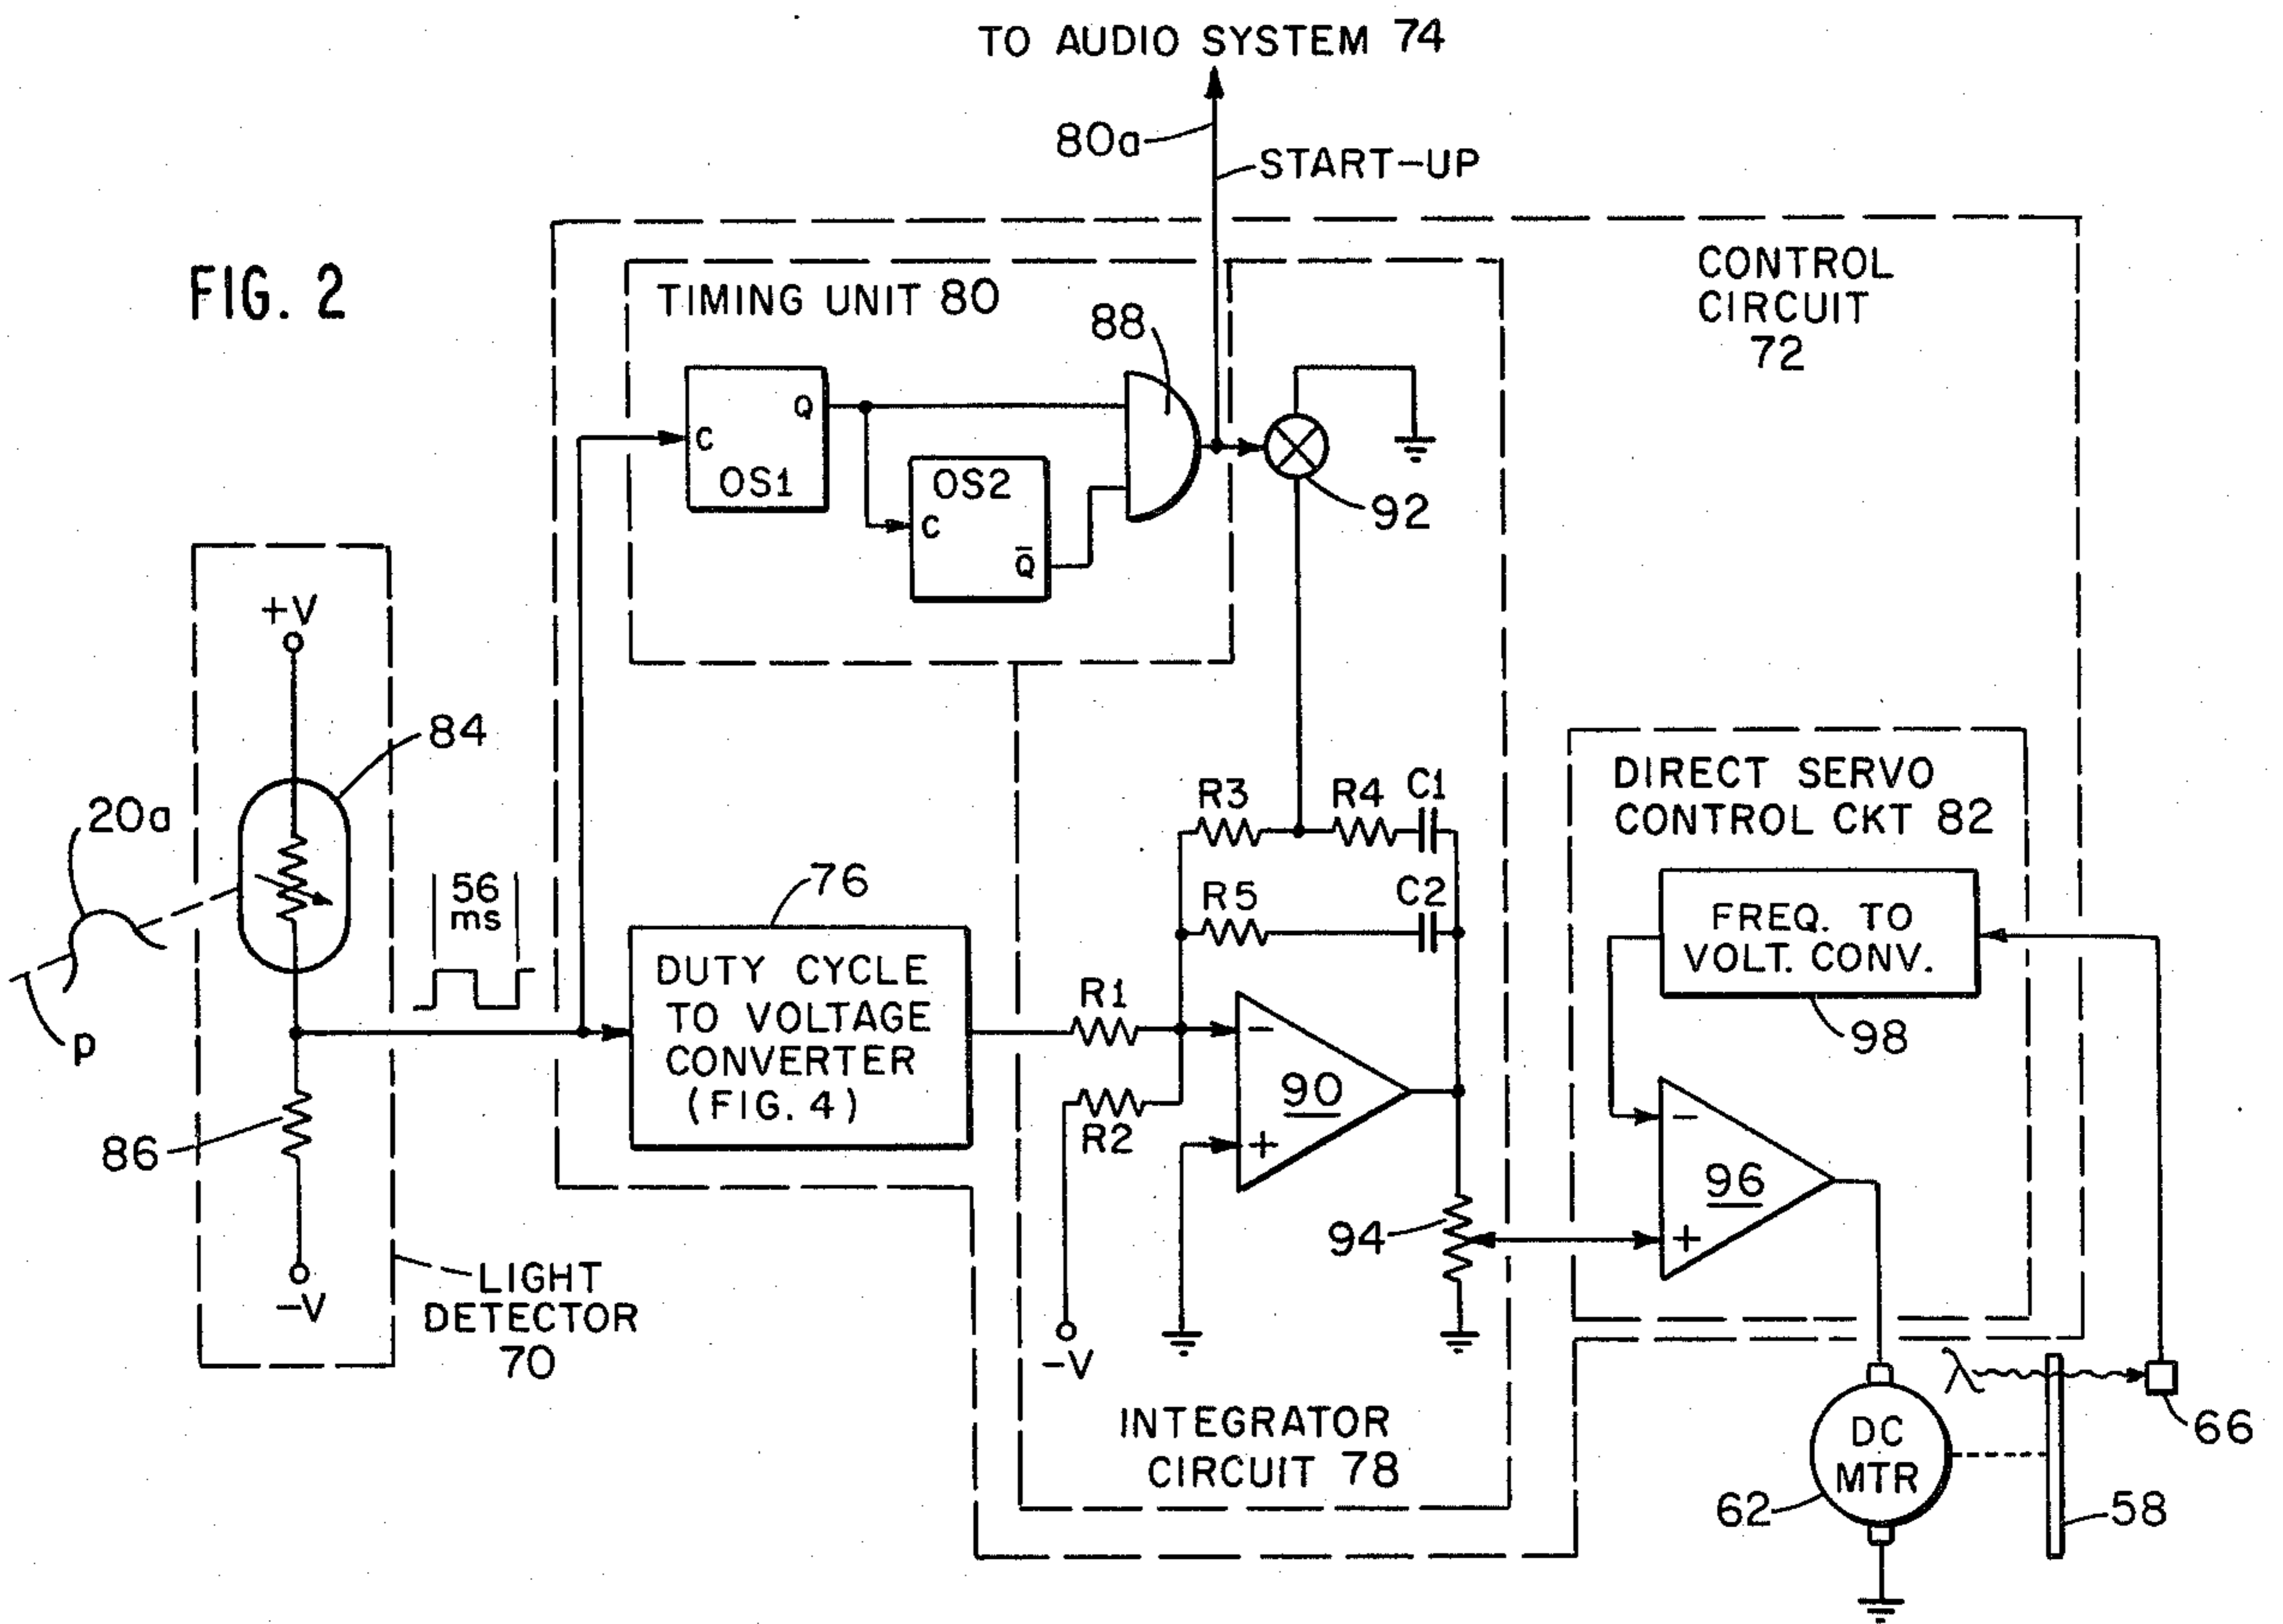 TO AUDIO SYSTEM 74
80a
START-UP
FIG. 2
CONTROL
CIRCUIT
72
TIMING UNIT 80
88
Q
C
OS1
OS2
C
Q̄
92
+V
84
20a
p
86
-V
LIGHT
DETECTOR
70
56
ms
76
DUTY CYCLE
TO VOLTAGE
CONVERTER
(FIG. 4)
R3
R4
C1
R5
C2
R1
R2
-
90
+
94
-V
INTEGRATOR
CIRCUIT 78
DIRECT SERVO
CONTROL CKT 82
FREQ. TO
VOLT. CONV.
98
-
96
+
λ
66
DC
MTR
62
58